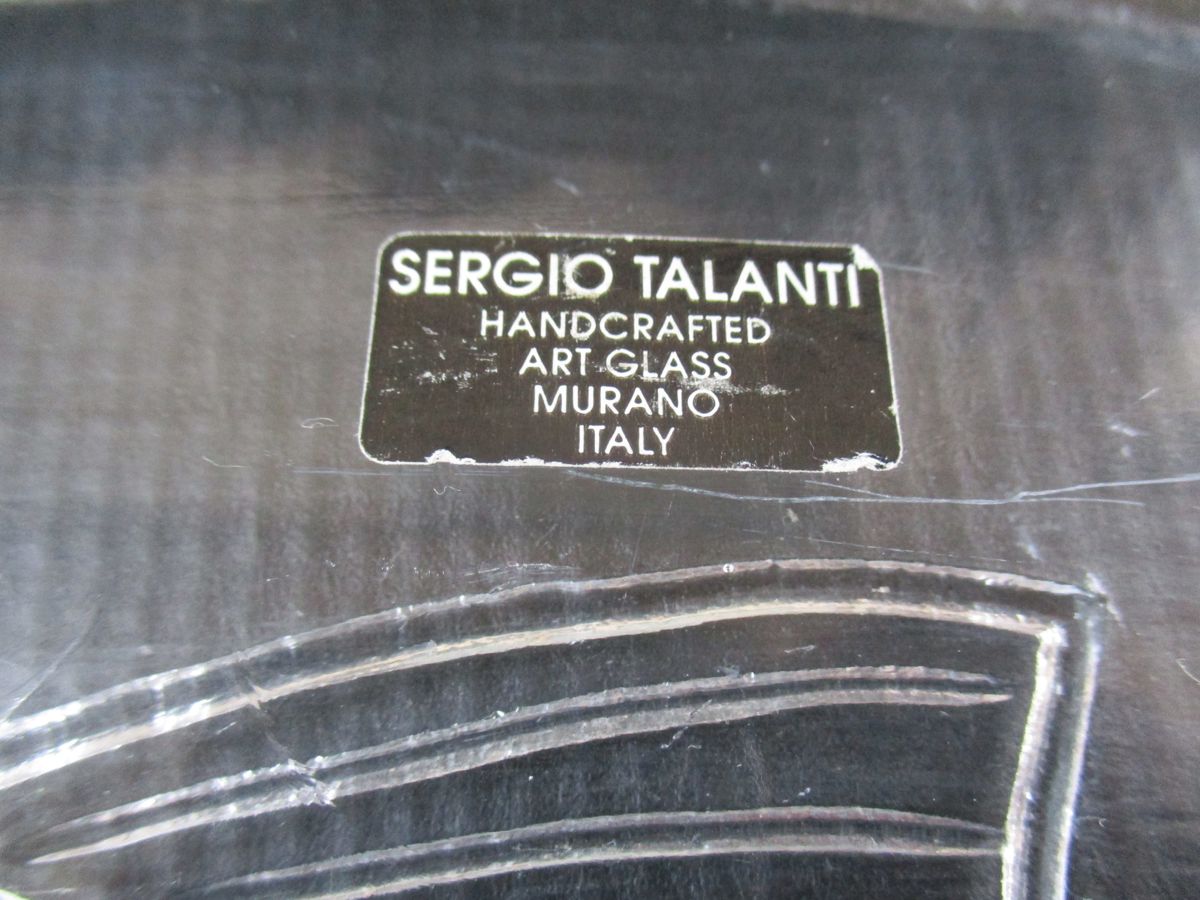 SERGIO TALANTI
HANDCRAFTED
ART GLASS
MURANO
ITALY